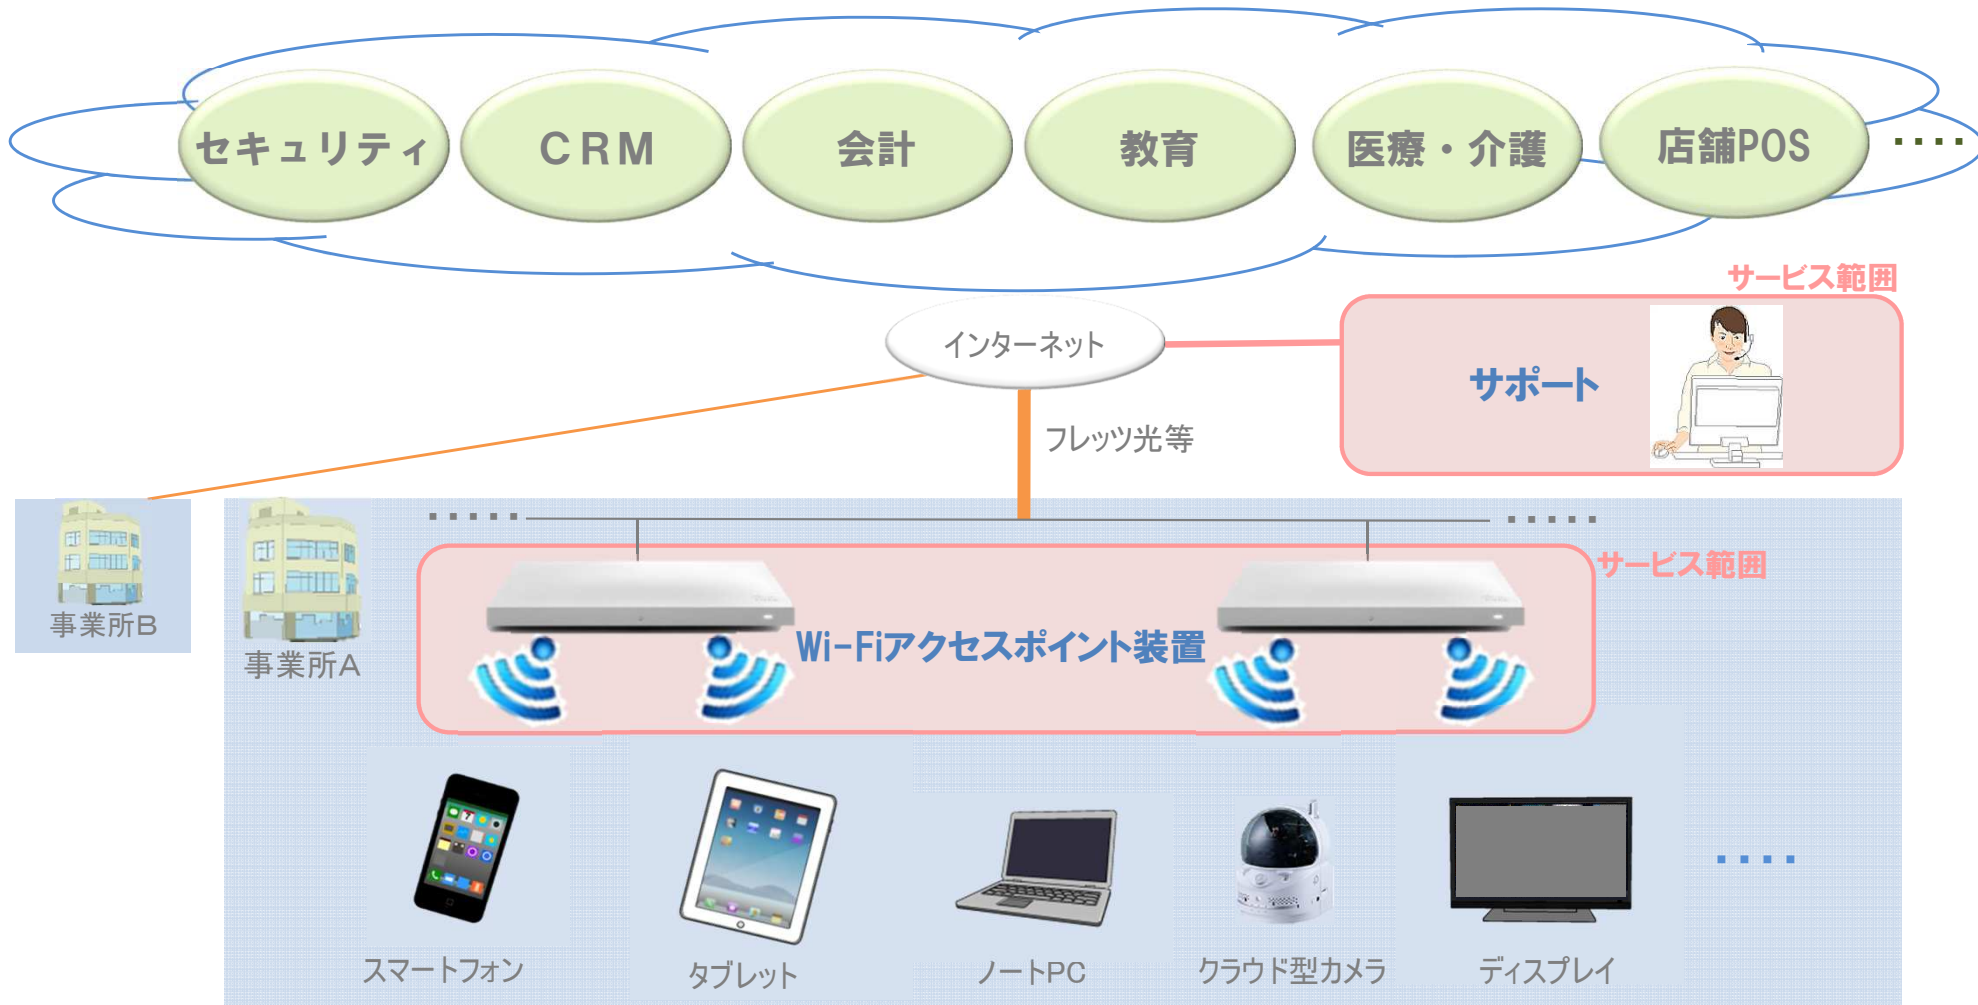 セキュリティ
ＣＲＭ
会計
教育
医療・介護
店舗POS
・・・・
サービス範囲
インターネット
サポート
フレッツ光等
・・・・・
・・・・・
サービス範囲
Wi-Fiアクセスポイント装置
事業所Ｂ
事業所Ａ
・・・・
スマートフォン
タブレット
ノートPC
クラウド型カメラ
ディスプレイ